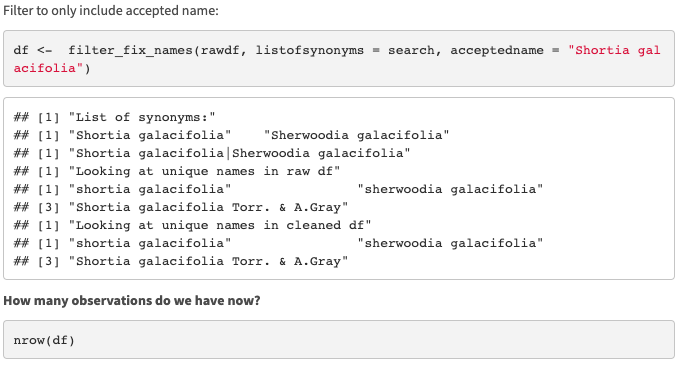 Filter to only include accepted name:
df <-  filter_fix_names(rawdf, listofsynonyms = search, acceptedname = "Shortia gal
acifolia")
## [1] "List of synonyms:"
## [1] "Shortia galacifolia"    "Sherwoodia galacifolia"
## [1] "Shortia galacifolia|Sherwoodia galacifolia"
## [1] "Looking at unique names in raw df"
## [1] "shortia galacifolia"                "sherwoodia galacifolia"
## [3] "Shortia galacifolia Torr. & A.Gray"
## [1] "Looking at unique names in cleaned df"
## [1] "shortia galacifolia"                "sherwoodia galacifolia"
## [3] "Shortia galacifolia Torr. & A.Gray"
How many observations do we have now?
nrow(df)